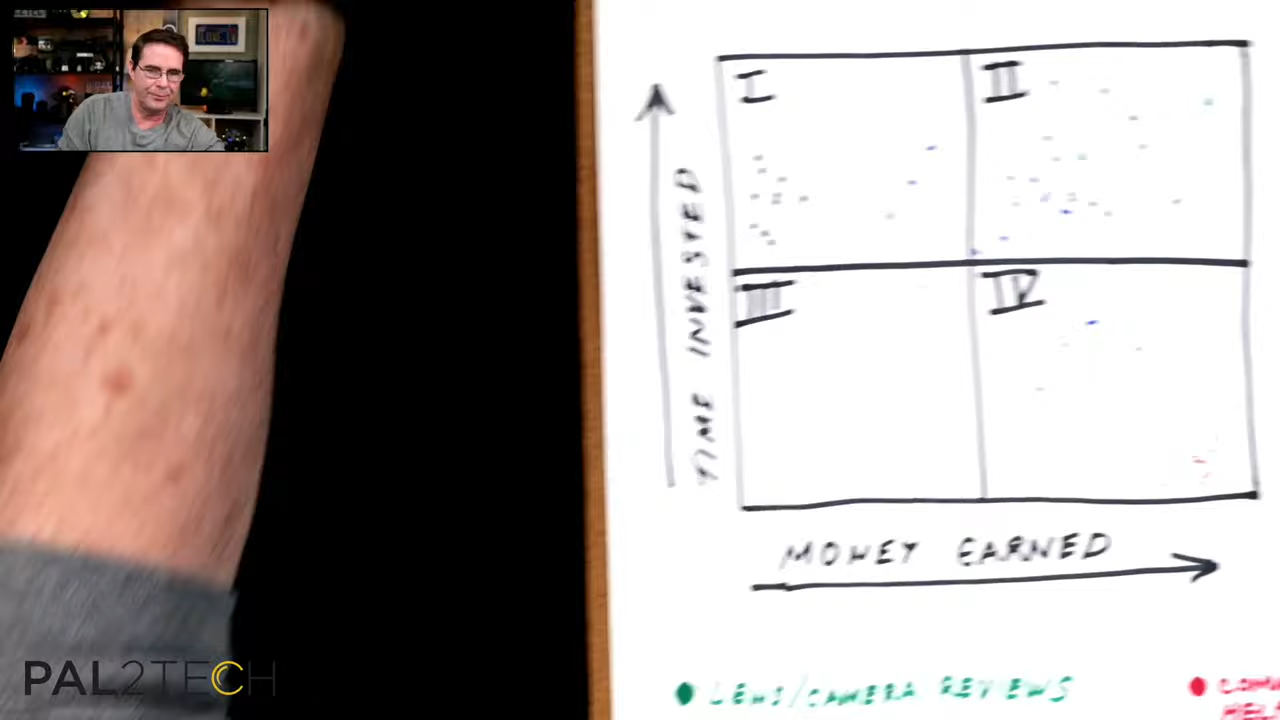 I
II
TIME INVESTED
III
IV
MONEY EARNED
LENS/CAMERA REVIEWS
PAL2TECH